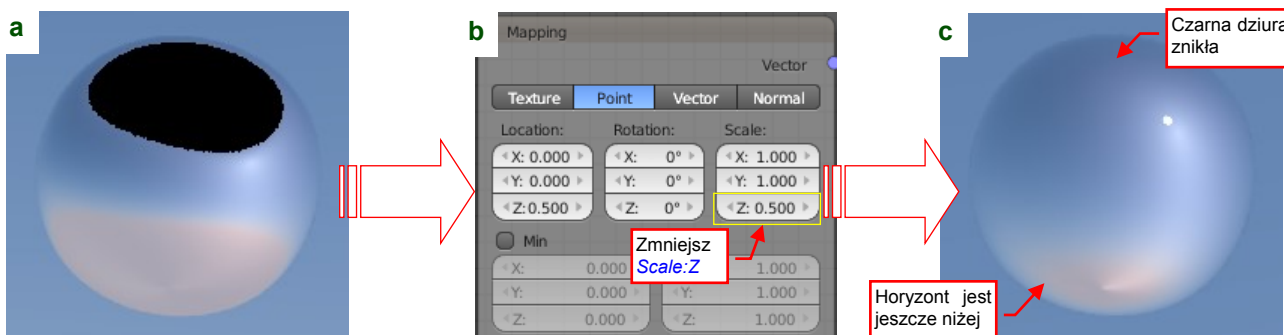 a
b
c
Mapping
Vector
Texture Point Vector Normal
Location: Rotation: Scale:
X: 0.000 X: 0° X: 1.000
Y: 0.000 Y: 0° Y: 1.000
Z:0.500 Z: 0° Z: 0.500
Min
X: 0.000 1.000
Y: 0.000 Y: 1.000
Z: 0.000 Z: 1.000
Zmniejsz
Scale:Z
Czarna dziura
znikła
Horyzont jest
jeszcze niżej